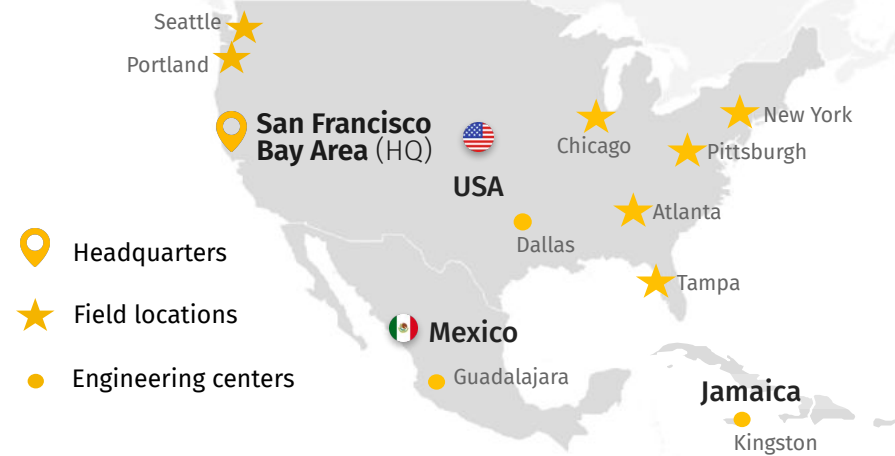 Seattle
Portland
San Francisco
Bay Area (HQ)
USA
Chicago
New York
Pittsburgh
Atlanta
Dallas
Tampa
Headquarters
Field locations
Engineering centers
Mexico
Guadalajara
Jamaica
Kingston